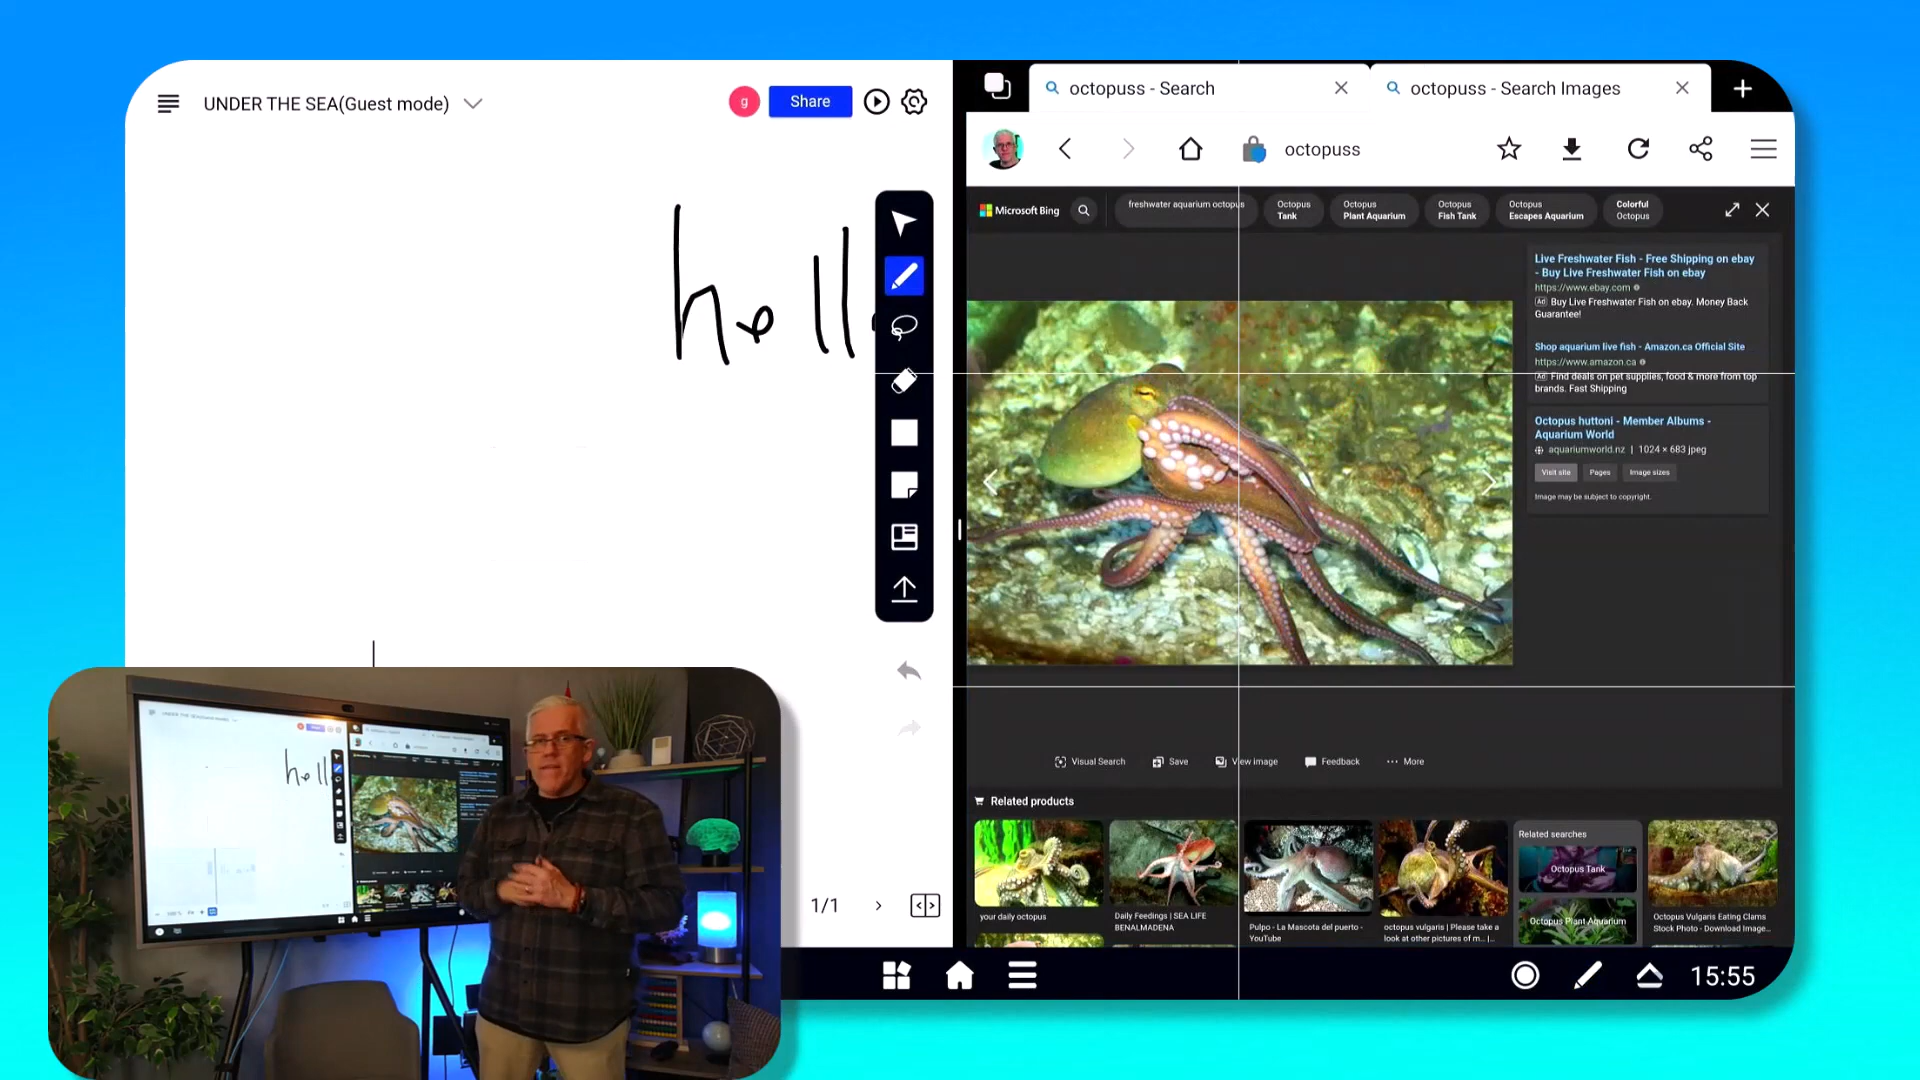 UNDER THE SEA(Guest mode)
g
Share
hell
1/1
octopuss - Search
octopuss - Search Images
octopuss
Microsoft Bing
freshwater aquarium octopus
Octopus
Tank
Octopus
Plant Aquarium
Octopus
Fish Tank
Octopus
Escapes Aquarium
Colorful
Octopus
Live Freshwater Fish - Free Shipping on ebay
- Buy Live Freshwater Fish on ebay
https://www.ebay.com
Ad Buy Live Freshwater Fish on ebay. Money Back
Guarantee!
Shop aquarium live fish - Amazon.ca Official Site
https://www.amazon.ca
Ad Find deals on pet supplies, food & more from top
brands. Fast Shipping
Octopus huttoni - Member Albums -
Aquarium World
aquariumworld.nz | 1024 × 683 jpeg
Visit site
Pages
Image sizes
Image may be subject to copyright.
Visual Search
Save
View image
Feedback
··· More
Related products
your daily octopus
Daily Feedings | SEA LIFE
BENALMADENA
Pulpo - La Mascota del puerto -
YouTube
octopus vulgaris | Please take a
look at other pictures of m... |...
Related searches
Octopus Tank
Octopus Plant Aquarium
Octopus Vulgaris Eating Clams
Stock Photo - Download Image...
15:55